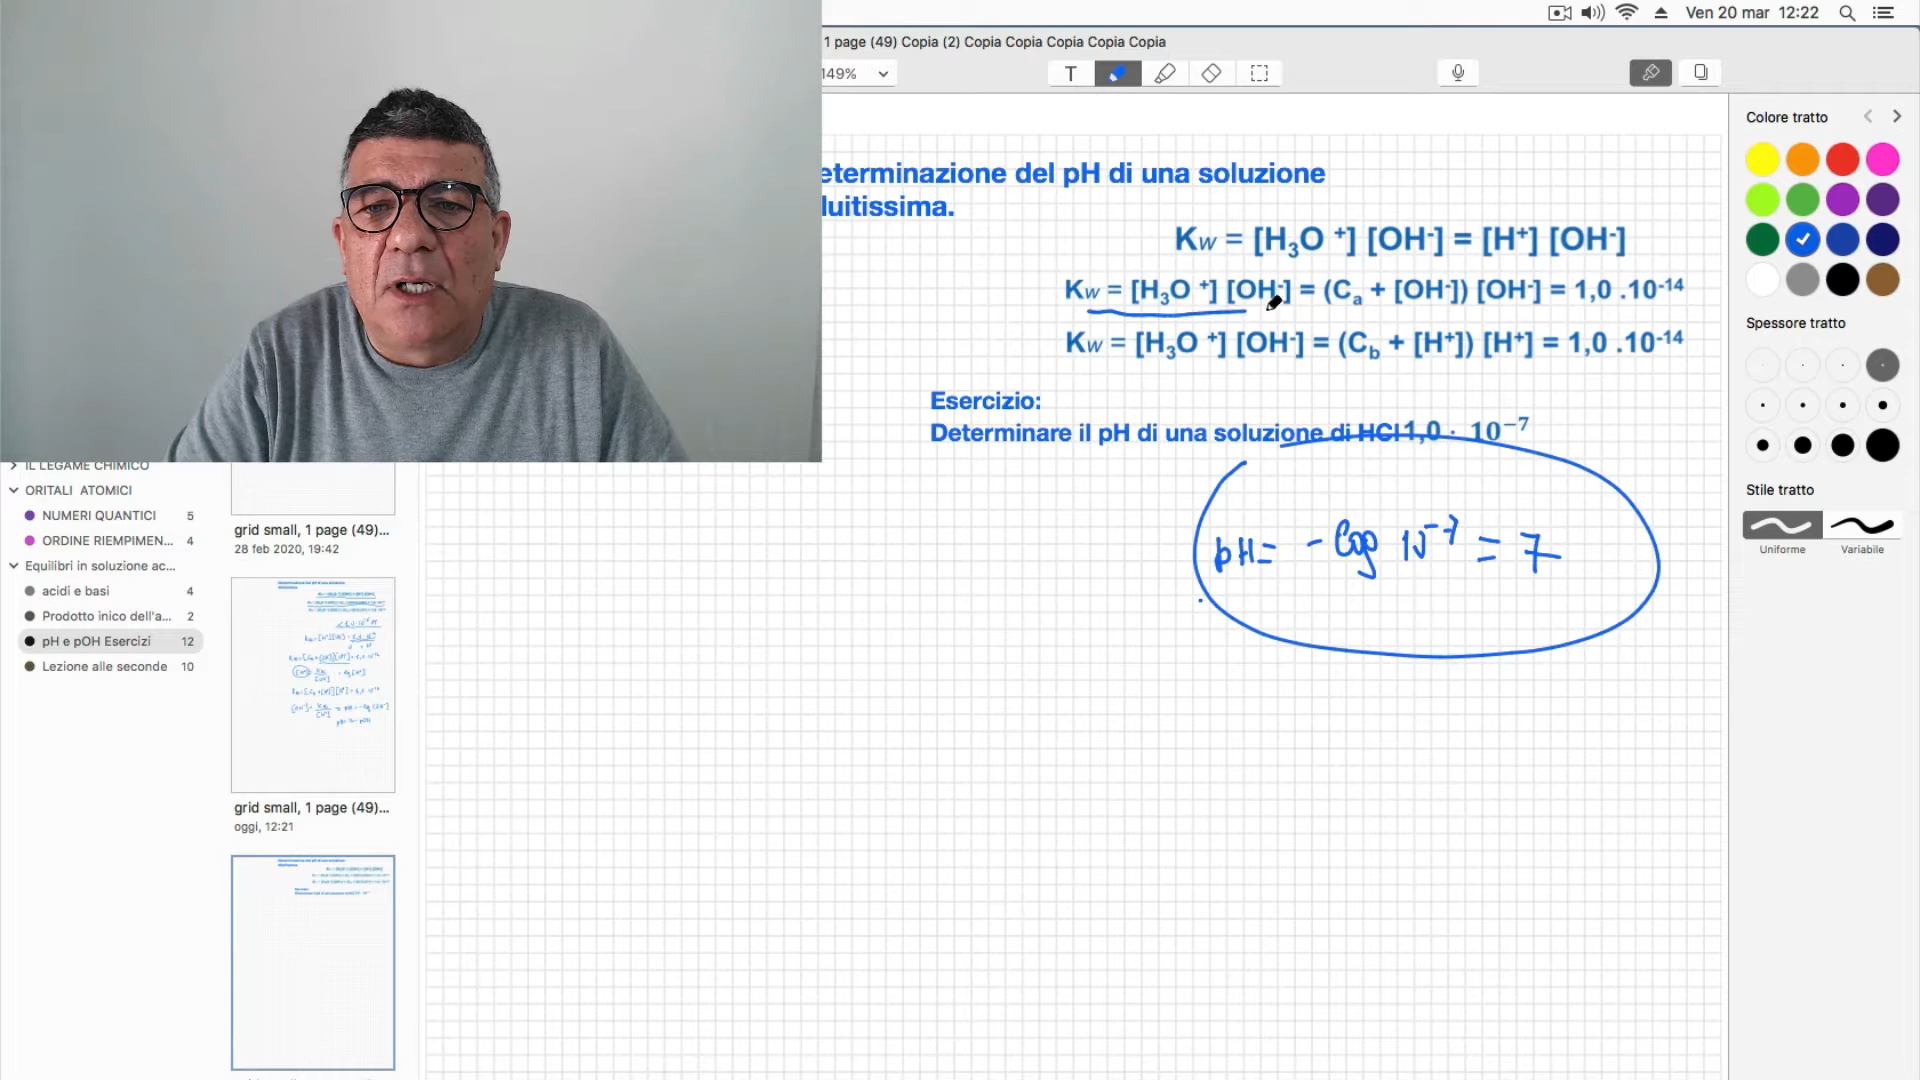 Ven 20 mar 12:22
1 page (49) Copia (2) Copia Copia Copia Copia Copia
149%
T
Colore tratto
eterminazione del pH di una soluzione
luitissima.
Kw = [H₃O ⁺] [OH⁻] = [H⁺] [OH⁻]
Kw = [H₃O ⁺] [OH⁻] = (Cₐ + [OH⁻]) [OH⁻] = 1,0 .10⁻¹⁴
Kw = [H₃O ⁺] [OH⁻] = (C_b + [H⁺]) [H⁺] = 1,0 .10⁻¹⁴
Esercizio:
Determinare il pH di una soluzione di HCl 1,0 · 10⁻⁷
pH= -log 10⁻⁷ = 7
Spessore tratto
Stile tratto
Uniforme Variabile
IL LEGAME CHIMICO
ORITALI ATOMICI
NUMERI QUANTICI 5
ORDINE RIEMPIMEN... 4
Equilibri in soluzione ac...
acidi e basi 4
Prodotto inico dell'a... 2
pH e pOH Esercizi 12
Lezione alle seconde 10
grid small, 1 page (49)...
28 feb 2020, 19:42
grid small, 1 page (49)...
oggi, 12:21